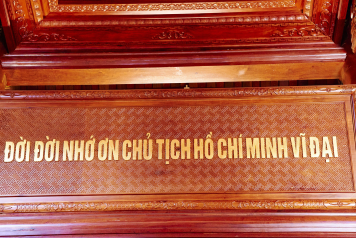 ĐỜI ĐỜI NHỚ ƠN CHỦ TỊCH HỒ CHÍ MINH VĨ ĐẠI